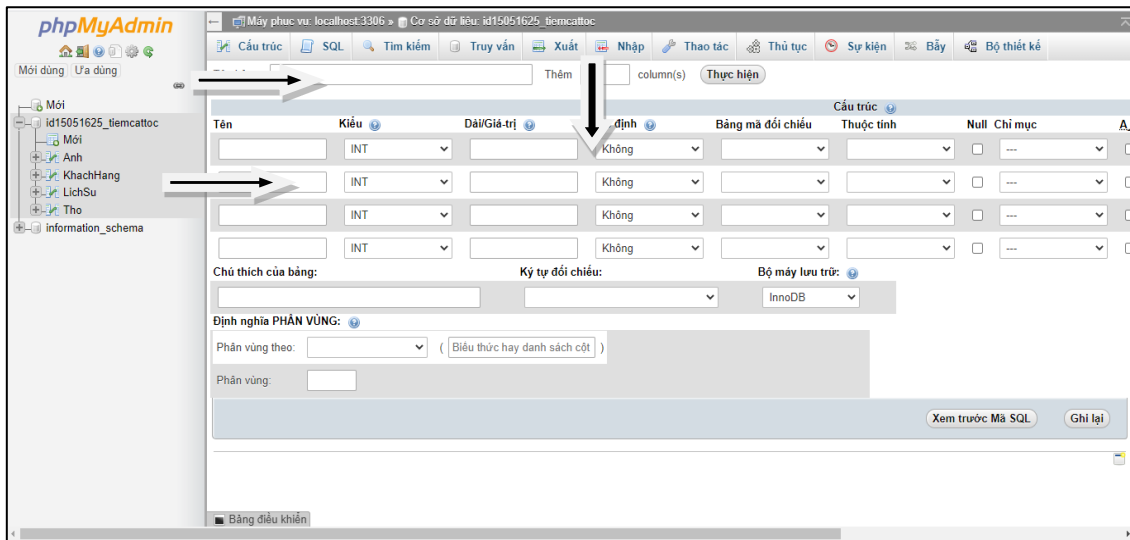 phpMyAdmin
Mới dùng Ưa dùng
Mới
id15051625_tiemcattoc
Mới
Anh
KhachHang
LichSu
Tho
information_schema
Máy phục vụ: localhost:3306 » Cơ sở dữ liệu: id15051625_tiemcattoc
Cấu trúc SQL Tìm kiếm Truy vấn Xuất Nhập Thao tác Thủ tục Sự kiện Bẫy Bộ thiết kế
Thêm column(s) Thực hiện
Cấu trúc
Tên Kiểu Dài/Giá-trị định Bảng mã đối chiếu Thuộc tính Null Chỉ mục A_
INT Không ---
INT Không ---
INT Không ---
INT Không ---
Chú thích của bảng: Ký tự đối chiếu: Bộ máy lưu trữ:
InnoDB
Định nghĩa PHÂN VÙNG:
Phân vùng theo: ( Biểu thức hay danh sách cột )
Phân vùng:
Xem trước Mã SQL Ghi lại
Bảng điều khiển